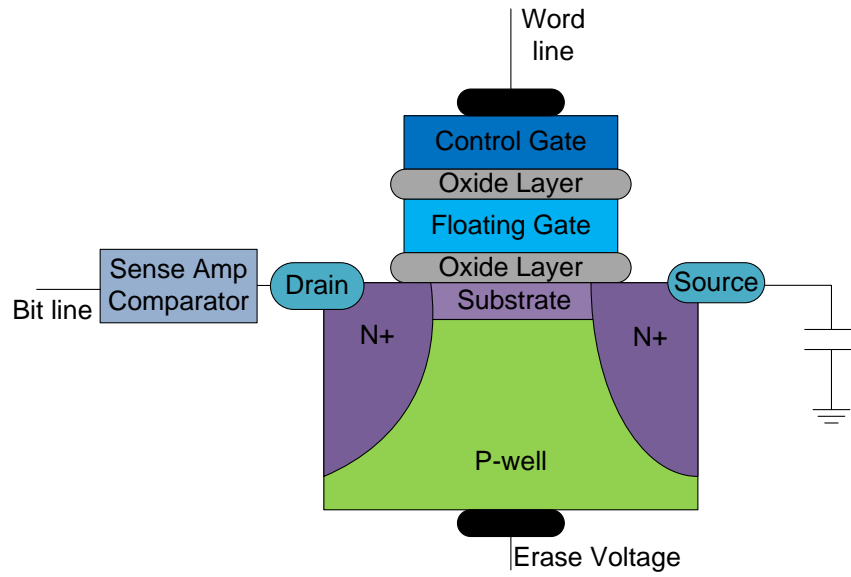 Word
line
Control Gate
Oxide Layer
Floating Gate
Oxide Layer
Sense Amp
Comparator
Bit line
Drain
Source
Substrate
N+
N+
P-well
Erase Voltage